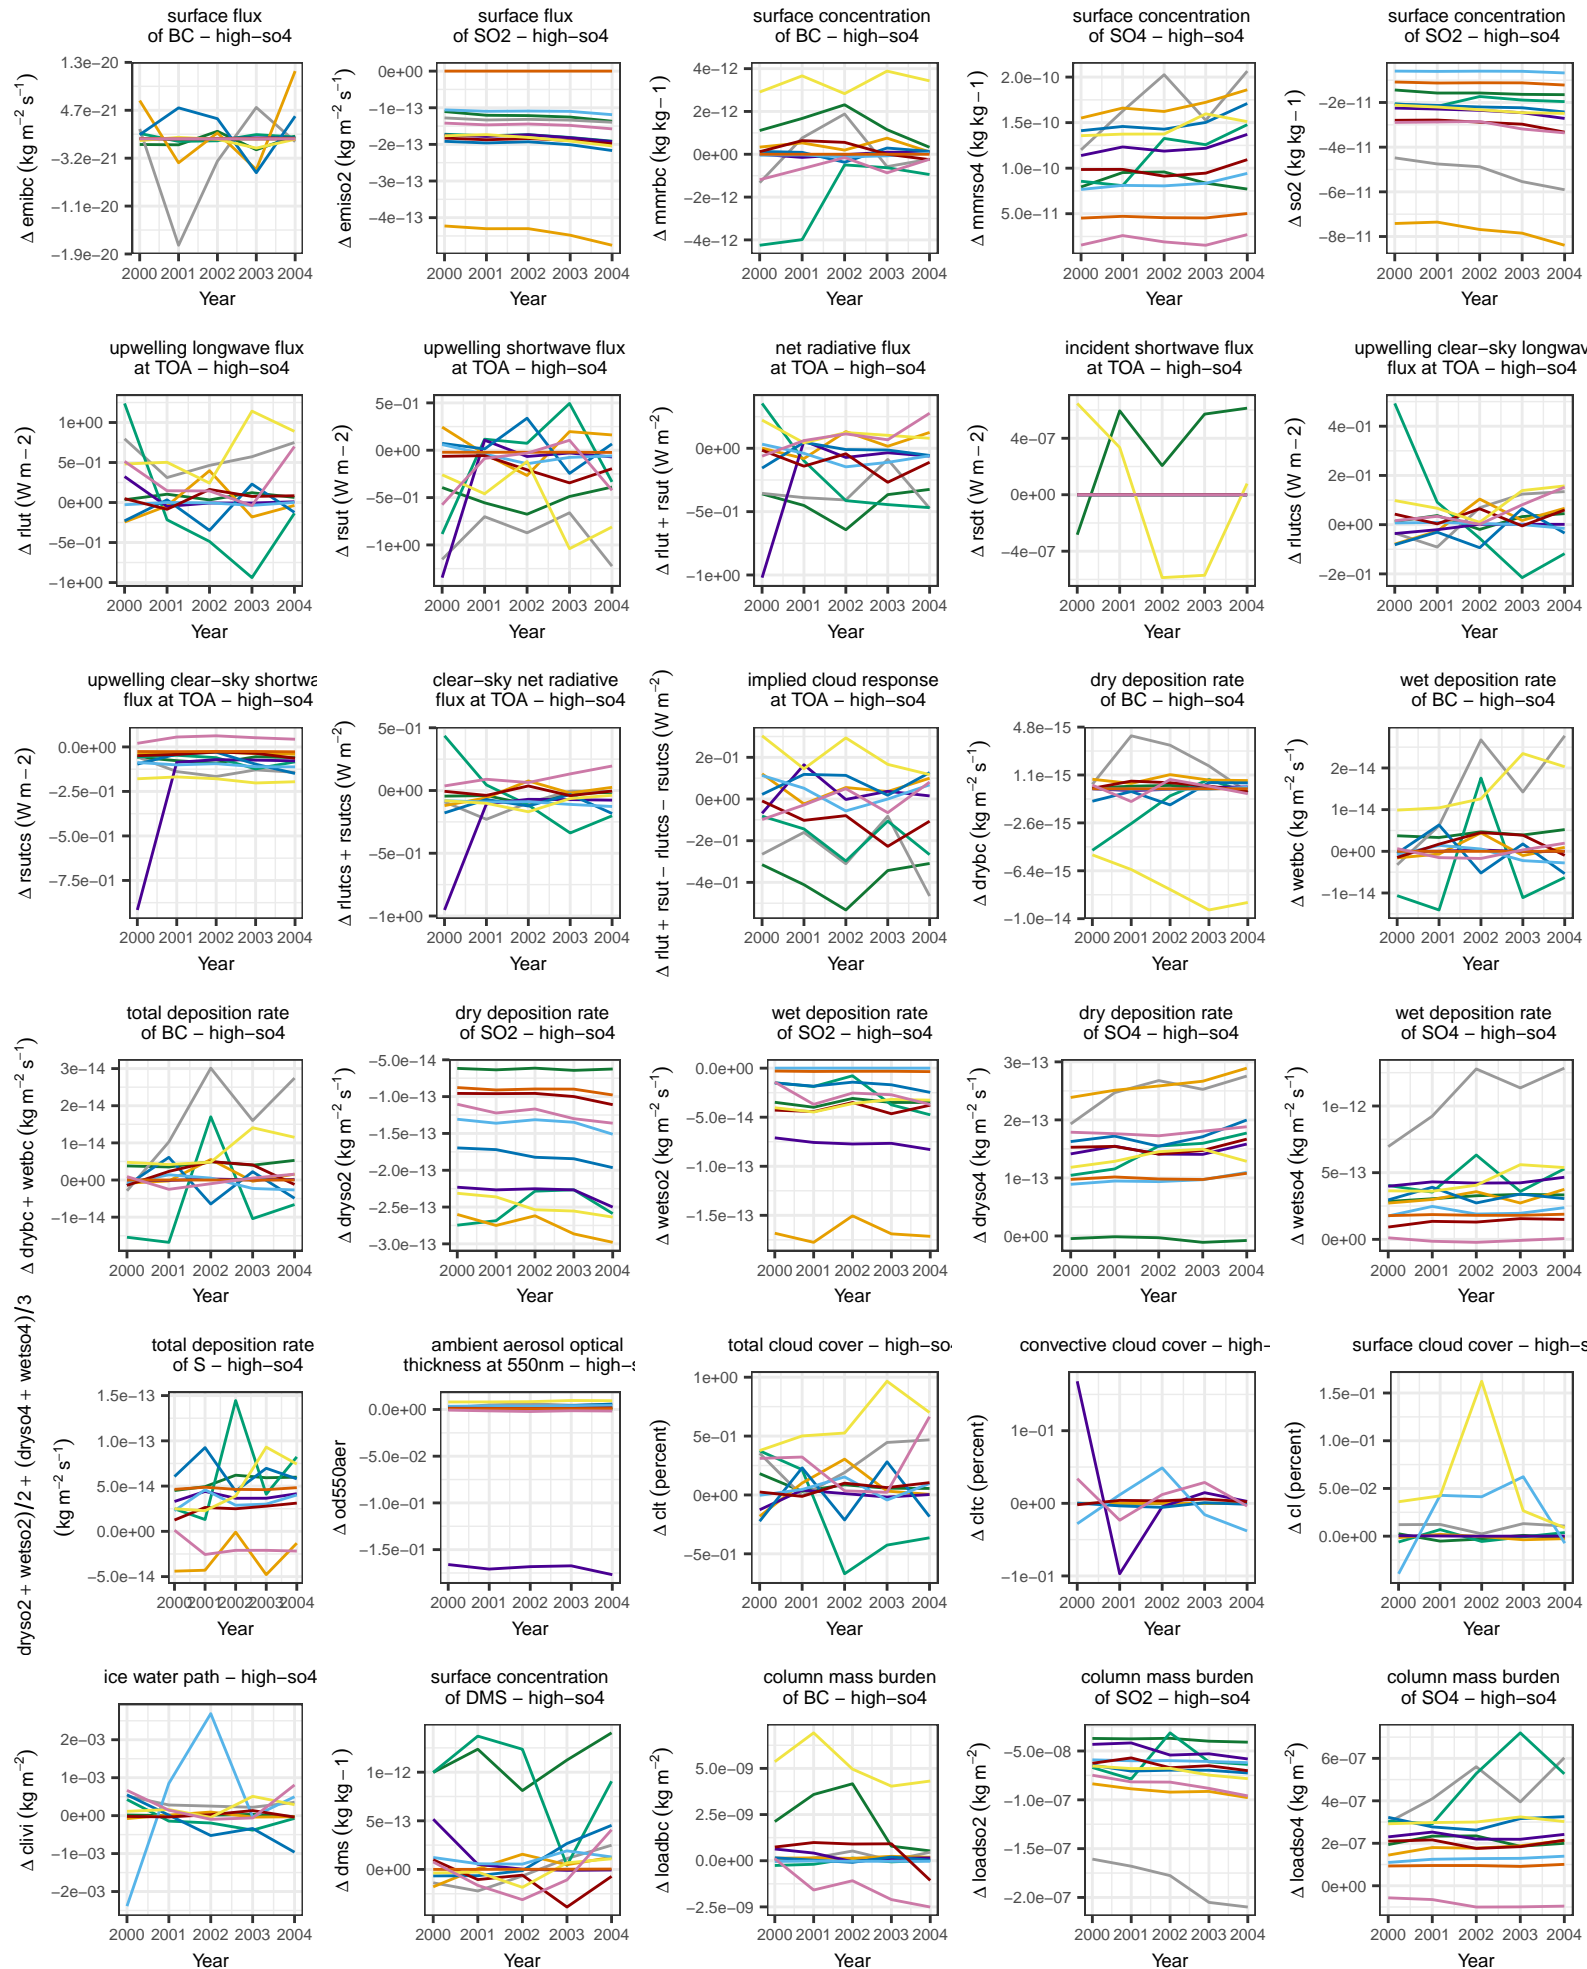 surface flux
of BC − high−so4
Δ emibc (kg m−2 s−1)
1.3e−20
4.7e−21
−3.2e−21
−1.1e−20
−1.9e−20
2000 2001 2002 2003 2004
Year
surface flux
of SO2 − high−so4
Δ emiso2 (kg m−2 s−1)
0e+00
−1e−13
−2e−13
−3e−13
−4e−13
2000 2001 2002 2003 2004
Year
surface concentration
of BC − high−so4
Δ mmrbc (kg kg−1)
4e−12
2e−12
0e+00
−2e−12
−4e−12
2000 2001 2002 2003 2004
Year
surface concentration
of SO4 − high−so4
Δ mmrso4 (kg kg−1)
2.0e−10
1.5e−10
1.0e−10
5.0e−11
2000 2001 2002 2003 2004
Year
surface concentration
of SO2 − high−so4
Δ so2 (kg kg−1)
−2e−11
−4e−11
−6e−11
−8e−11
2000 2001 2002 2003 2004
Year
upwelling longwave flux
at TOA − high−so4
Δ rlut (W m−2)
1e+00
5e−01
0e+00
−5e−01
−1e+00
2000 2001 2002 2003 2004
Year
upwelling shortwave flux
at TOA − high−so4
Δ rsut (W m−2)
5e−01
0e+00
−5e−01
−1e+00
2000 2001 2002 2003 2004
Year
net radiative flux
at TOA − high−so4
Δ rlut + rsut (W m−2)
0e+00
−5e−01
−1e+00
2000 2001 2002 2003 2004
Year
incident shortwave flux
at TOA − high−so4
Δ rsdt (W m−2)
4e−07
0e+00
−4e−07
2000 2001 2002 2003 2004
Year
upwelling clear−sky longwav
flux at TOA − high−so4
Δ rlutcs (W m−2)
4e−01
2e−01
0e+00
−2e−01
2000 2001 2002 2003 2004
Year
upwelling clear−sky shortwa
flux at TOA − high−so4
Δ rsutcs (W m−2)
0.0e+00
−2.5e−01
−5.0e−01
−7.5e−01
2000 2001 2002 2003 2004
Year
clear−sky net radiative
flux at TOA − high−so4
Δ rlutcs + rsutcs (W m−2)
5e−01
0e+00
−5e−01
−1e+00
2000 2001 2002 2003 2004
Year
implied cloud response
at TOA − high−so4
Δ rlut + rsut − rlutcs − rsutcs (W m−2)
2e−01
0e+00
−2e−01
−4e−01
2000 2001 2002 2003 2004
Year
dry deposition rate
of BC − high−so4
Δ drybc (kg m−2 s−1)
4.8e−15
1.1e−15
−2.6e−15
−6.4e−15
−1.0e−14
2000 2001 2002 2003 2004
Year
wet deposition rate
of BC − high−so4
Δ wetbc (kg m−2 s−1)
2e−14
1e−14
0e+00
−1e−14
2000 2001 2002 2003 2004
Year
total deposition rate
of BC − high−so4
Δ drybc + wetbc (kg m−2 s−1)
3e−14
2e−14
1e−14
0e+00
−1e−14
2000 2001 2002 2003 2004
Year
dry deposition rate
of SO2 − high−so4
Δ dryso2 (kg m−2 s−1)
−5.0e−14
−1.0e−13
−1.5e−13
−2.0e−13
−2.5e−13
−3.0e−13
2000 2001 2002 2003 2004
Year
wet deposition rate
of SO2 − high−so4
Δ wetso2 (kg m−2 s−1)
0.0e+00
−5.0e−14
−1.0e−13
−1.5e−13
2000 2001 2002 2003 2004
Year
dry deposition rate
of SO4 − high−so4
Δ dryso4 (kg m−2 s−1)
3e−13
2e−13
1e−13
0e+00
2000 2001 2002 2003 2004
Year
wet deposition rate
of SO4 − high−so4
Δ wetso4 (kg m−2 s−1)
1e−12
5e−13
0e+00
2000 2001 2002 2003 2004
Year
total deposition rate
of S − high−so4
dryso2 + wetso2)/2 + (dryso4 + wetso4)/3
(kg m−2 s−1)
1.5e−13
1.0e−13
5.0e−14
0.0e+00
−5.0e−14
2000 2001 2002 2003 2004
Year
ambient aerosol optical
thickness at 550nm − high−s
Δ od550aer
0.0e+00
−5.0e−02
−1.0e−01
−1.5e−01
2000 2001 2002 2003 2004
Year
total cloud cover − high−so
Δ clt (percent)
1e+00
5e−01
0e+00
−5e−01
2000 2001 2002 2003 2004
Year
convective cloud cover − high−
Δ cltc (percent)
1e−01
0e+00
−1e−01
2000 2001 2002 2003 2004
Year
surface cloud cover − high−s
Δ cl (percent)
1.5e−01
1.0e−01
5.0e−02
0.0e+00
2000 2001 2002 2003 2004
Year
ice water path − high−so4
Δ clivi (kg m−2)
2e−03
1e−03
0e+00
−1e−03
−2e−03
2000 2001 2002 2003 2004
Year
surface concentration
of DMS − high−so4
Δ dms (kg kg−1)
1e−12
5e−13
0e+00
2000 2001 2002 2003 2004
Year
column mass burden
of BC − high−so4
Δ loadbc (kg m−2)
5.0e−09
2.5e−09
0.0e+00
−2.5e−09
2000 2001 2002 2003 2004
Year
column mass burden
of SO2 − high−so4
Δ loadso2 (kg m−2)
−5.0e−08
−1.0e−07
−1.5e−07
−2.0e−07
2000 2001 2002 2003 2004
Year
column mass burden
of SO4 − high−so4
Δ loadso4 (kg m−2)
6e−07
4e−07
2e−07
0e+00
2000 2001 2002 2003 2004
Year